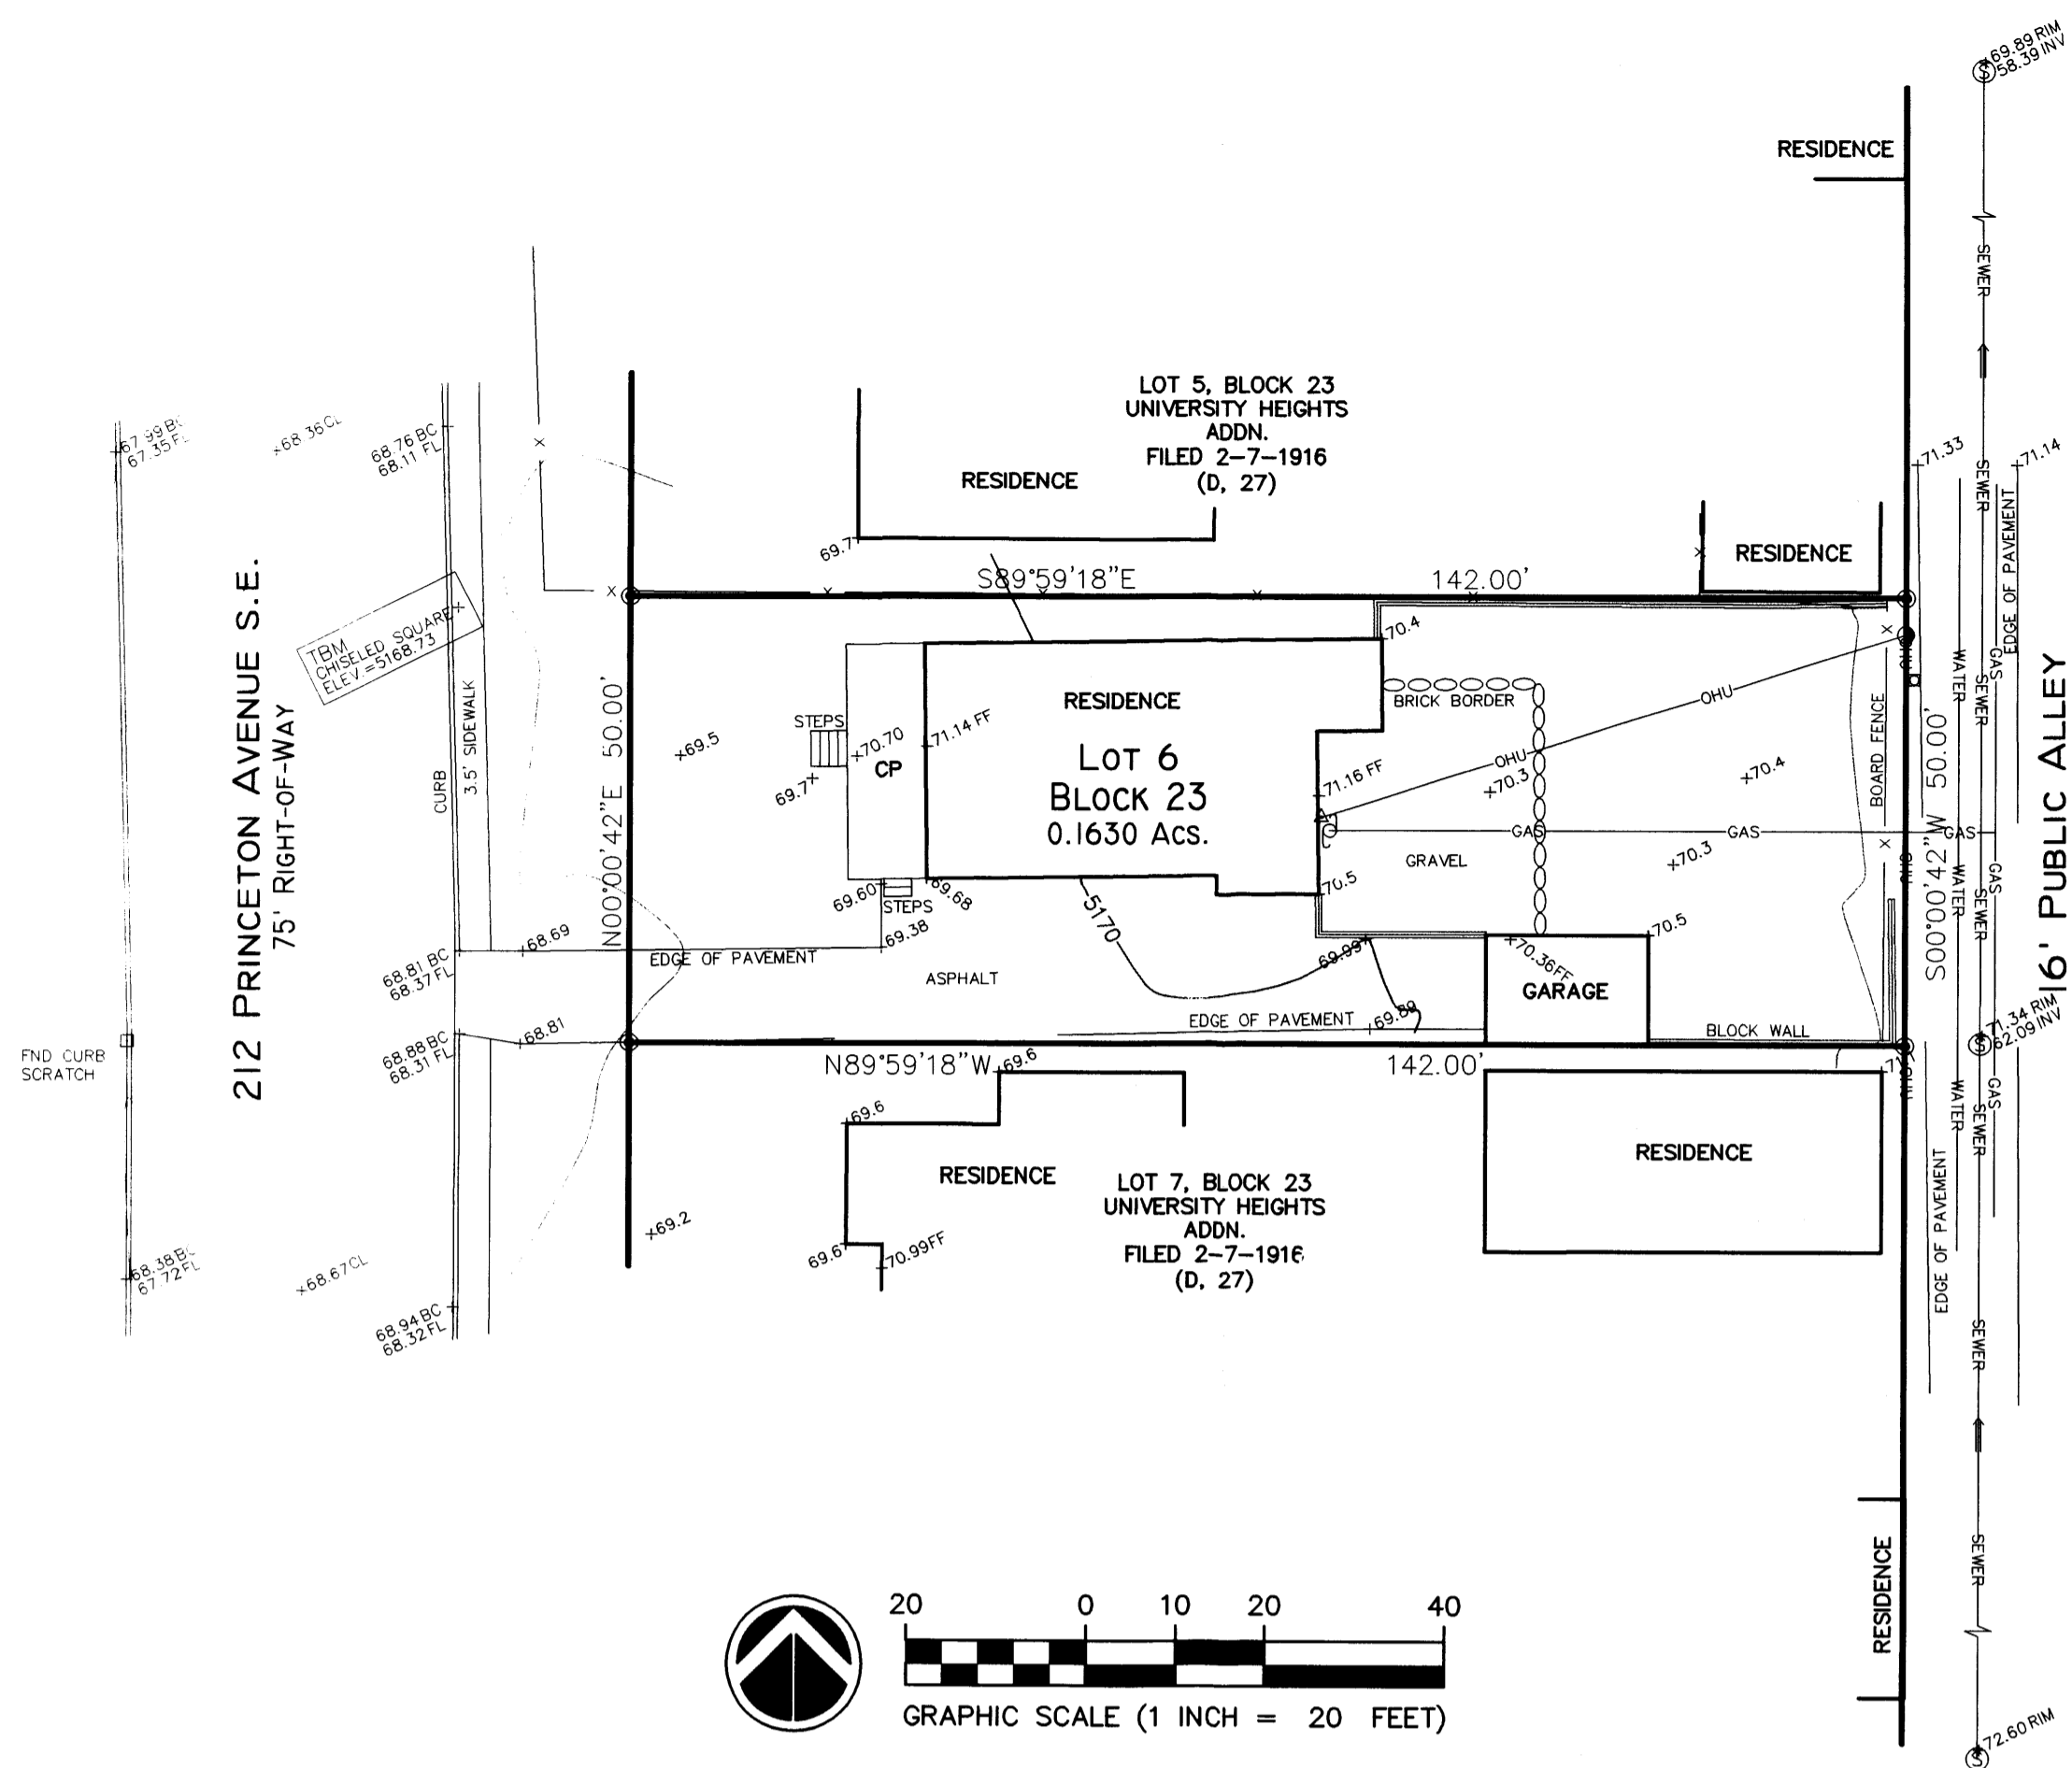 69.89 RIM
58.39 INV
RESIDENCE
SEWER
LOT 5, BLOCK 23
UNIVERSITY HEIGHTS
ADDN.
FILED 2-7-1916
(D, 27)
RESIDENCE
69.7
RESIDENCE
67.99 BC
67.35 FL
68.36 CL
68.76 BC
68.11 FL
71.33
71.14
SEWER
EDGE OF PAVEMENT
S89°59'18"E
142.00'
TBM
CHISELED SQUARE
ELEV.=5168.73
212 PRINCETON AVENUE S.E.
75' RIGHT-OF-WAY
CURB
3.5' SIDEWALK
N00°00'42"E 50.00'
69.5
STEPS
69.7
70.70
CP
71.14 FF
RESIDENCE
LOT 6
BLOCK 23
0.1630 ACS.
70.4
BRICK BORDER
OHU
OHU
70.3
71.16 FF
70.4
GAS
GAS
GAS
GRAVEL
70.3
70.5
BOARD FENCE
OHU
OHU
S00°00'42"W 50.00'
WATER
SEWER
GAS
WATER
SEWER
GAS
16' PUBLIC ALLEY
69.60
69.68
STEPS
69.38
5170
68.69
68.81 BC
68.37 FL
EDGE OF PAVEMENT
ASPHALT
69.99
70.36 FF
70.5
GARAGE
68.81
68.88 BC
68.31 FL
EDGE OF PAVEMENT
69.89
BLOCK WALL
71.34 RIM
62.09 INV
FND CURB
SCRATCH
N89°59'18"W
69.6
142.00'
OHU
WATER
SEWER
GAS
69.6
RESIDENCE
LOT 7, BLOCK 23
UNIVERSITY HEIGHTS
ADDN.
FILED 2-7-1916
(D, 27)
RESIDENCE
EDGE OF PAVEMENT
69.2
69.6
70.99 FF
68.38 BC
67.72 FL
68.67 CL
68.94 BC
68.32 FL
SEWER
RESIDENCE
SEWER
20 0 10 20 40
GRAPHIC SCALE (1 INCH = 20 FEET)
72.60 RIM